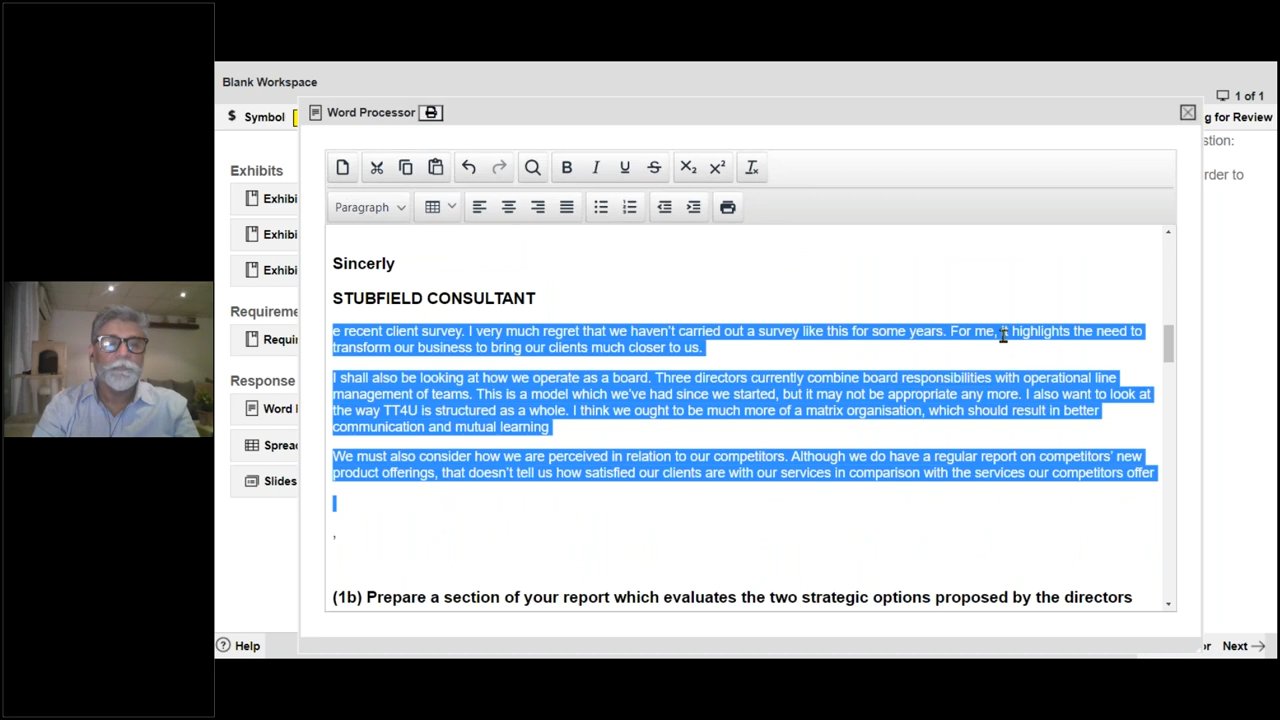 Blank Workspace
1 of 1
$ Symbol
Word Processor
g for Review
stion:
rder to
Exhibits
Exhibi
Exhibi
Exhibi
Requireme
Requir
Response
Word
Sprea
Slides
Paragraph
Sincerly
STUBFIELD CONSULTANT
e recent client survey. I very much regret that we haven't carried out a survey like this for some years. For me, it highlights the need to
transform our business to bring our clients much closer to us.
I shall also be looking at how we operate as a board. Three directors currently combine board responsibilities with operational line
management of teams. This is a model which we've had since we started, but it may not be appropriate any more. I also want to look at
the way TT4U is structured as a whole. I think we ought to be much more of a matrix organisation, which should result in better
communication and mutual learning
We must also consider how we are perceived in relation to our competitors. Although we do have a regular report on competitors' new
product offerings, that doesn't tell us how satisfied our clients are with our services in comparison with the services our competitors offer
,
(1b) Prepare a section of your report which evaluates the two strategic options proposed by the directors
Help
or
Next